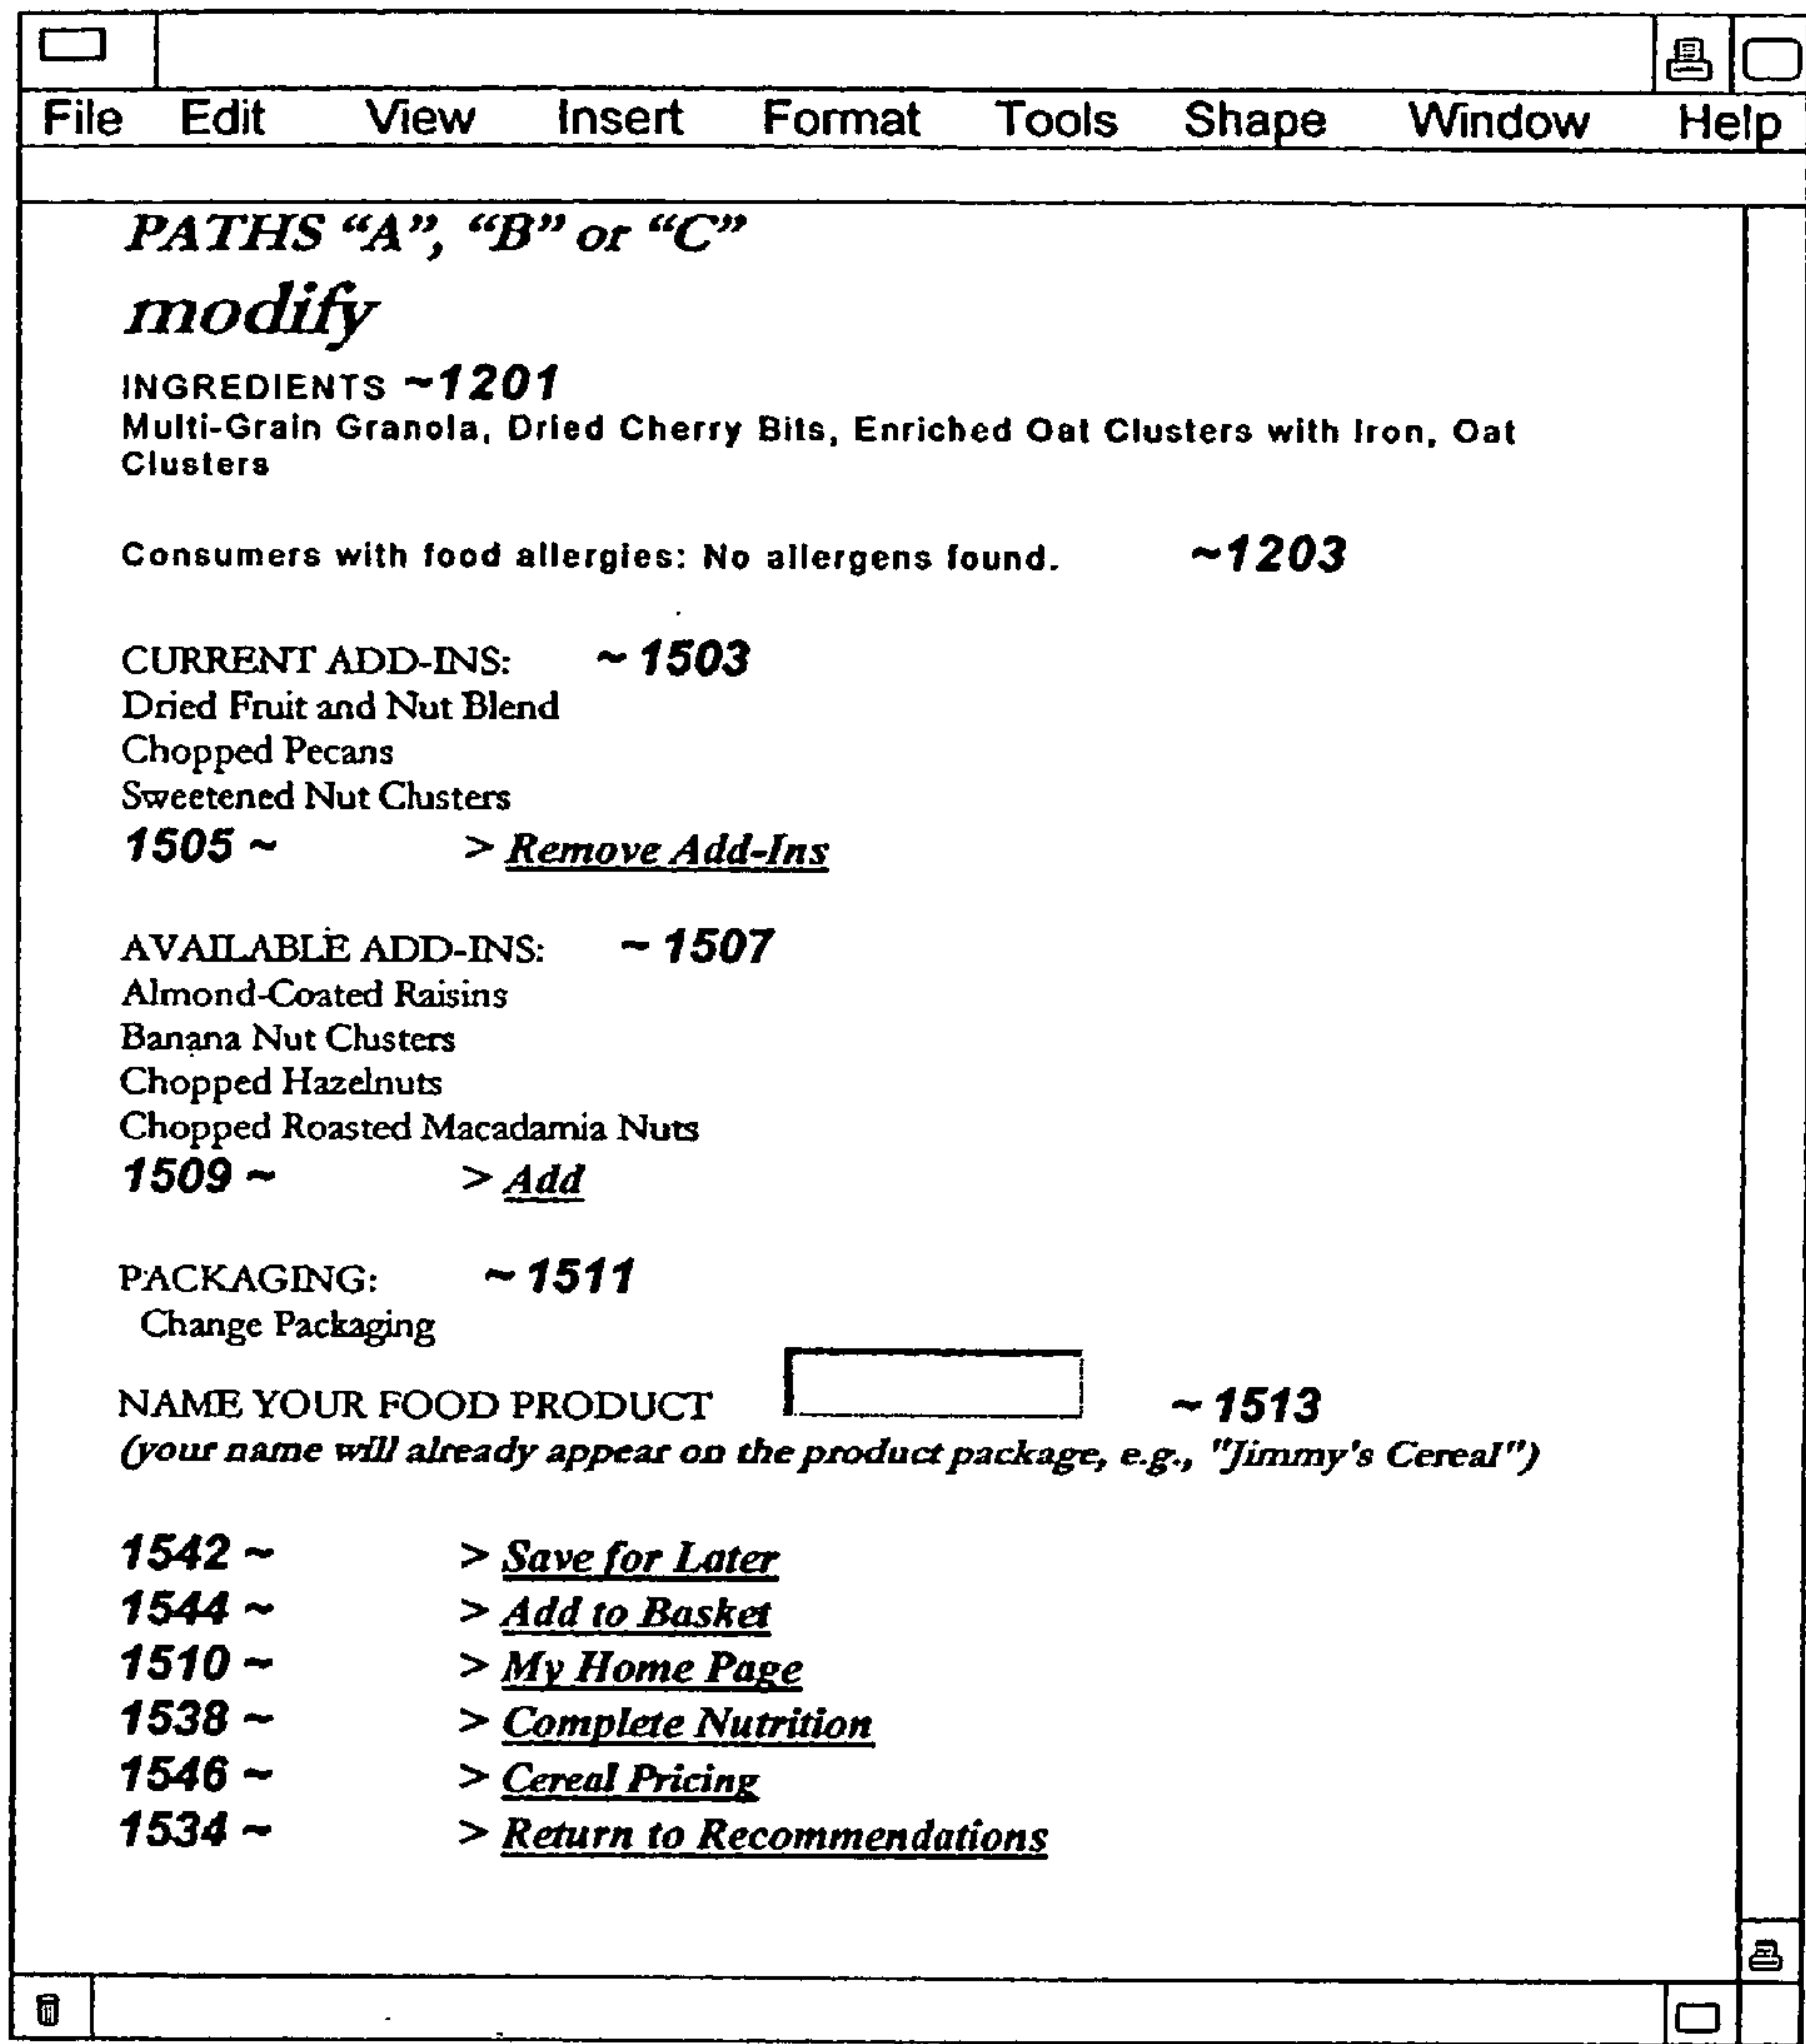 File Edit View Insert Format Tools Shape Window Help
PATHS “A”, “B” or “C”
modify
INGREDIENTS ~1201
Multi-Grain Granola, Dried Cherry Bits, Enriched Oat Clusters with Iron, Oat
Clusters
Consumers with food allergies: No allergens found. ~1203
CURRENT ADD-INS: ~ 1503
Dried Fruit and Nut Blend
Chopped Pecans
Sweetened Nut Clusters
1505 ~ > Remove Add-Ins
AVAILABLE ADD-INS: ~ 1507
Almond-Coated Raisins
Banana Nut Clusters
Chopped Hazelnuts
Chopped Roasted Macadamia Nuts
1509 ~ > Add
PACKAGING: ~ 1511
Change Packaging
NAME YOUR FOOD PRODUCT ~ 1513
(your name will already appear on the product package, e.g., "Jimmy's Cereal")
1542 ~ > Save for Later
1544 ~ > Add to Basket
1510 ~ > My Home Page
1538 ~ > Complete Nutrition
1546 ~ > Cereal Pricing
1534 ~ > Return to Recommendations